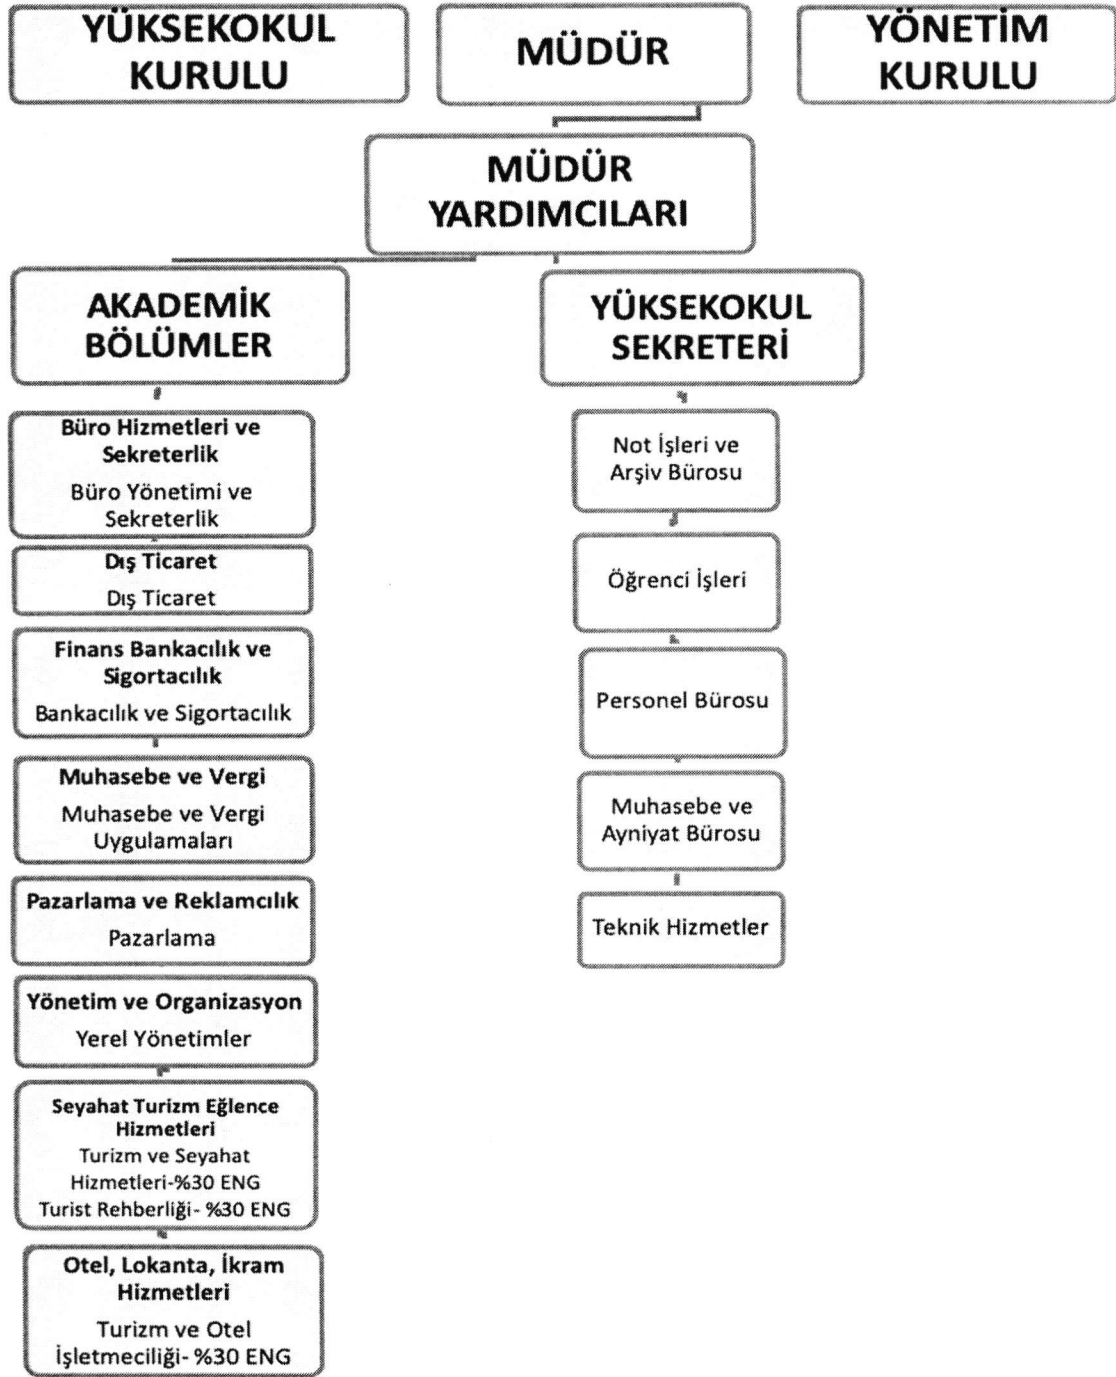 YÜKSEKOKUL
KURULU
MÜDÜR
YÖNETİM
KURULU
MÜDÜR
YARDIMCILARI
AKADEMİK
BÖLÜMLER
Büro Hizmetleri ve
Sekreterlik
Büro Yönetimi ve
Sekreterlik
Dış Ticaret
Dış Ticaret
Finans Bankacılık ve
Sigortacılık
Bankacılık ve Sigortacılık
Muhasebe ve Vergi
Muhasebe ve Vergi
Uygulamaları
Pazarlama ve Reklamcılık
Pazarlama
Yönetim ve Organizasyon
Yerel Yönetimler
Seyahat Turizm Eğlence
Hizmetleri
Turizm ve Seyahat
Hizmetleri-%30 ENG
Turist Rehberliği- %30 ENG
Otel, Lokanta, İkram
Hizmetleri
Turizm ve Otel
İşletmeciliği- %30 ENG
YÜKSEKOKUL
SEKRETERİ
Not İşleri ve
Arşiv Bürosu
Öğrenci İşleri
Personel Bürosu
Muhasebe ve
Ayniyat Bürosu
Teknik Hizmetler